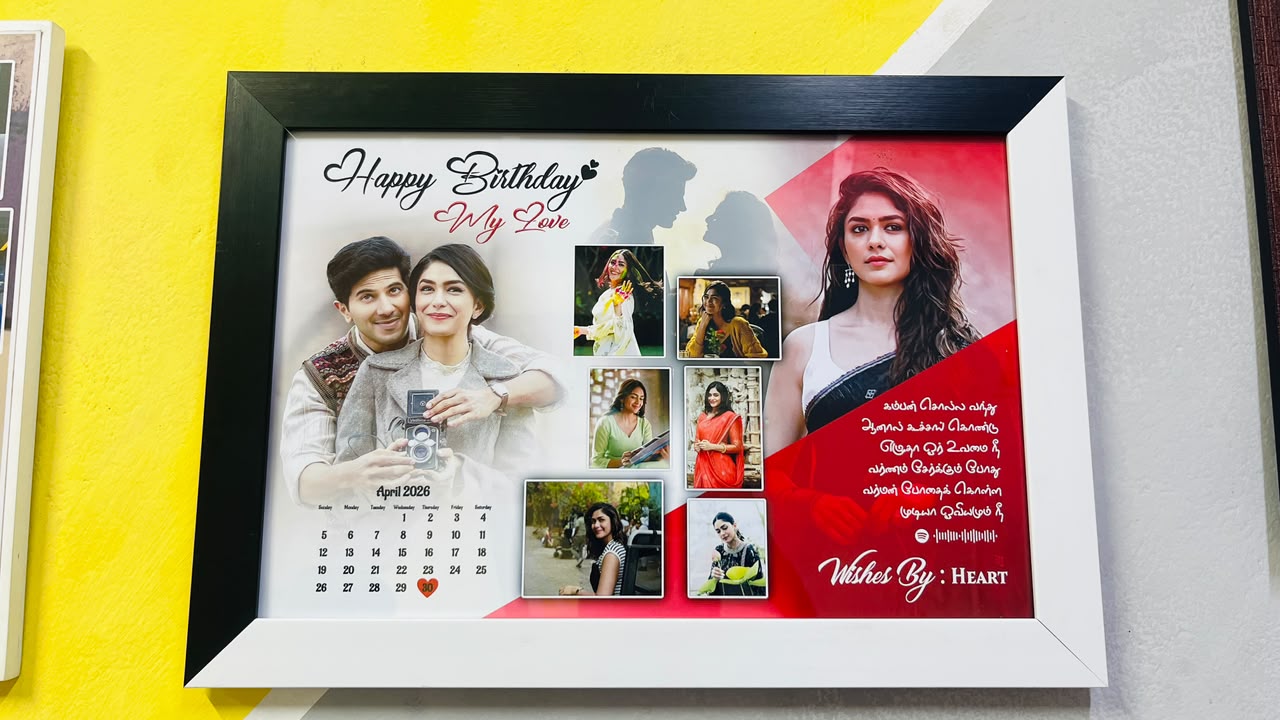 Happy Birthday
My Love
April 2026
Sunday Monday Tuesday Wednesday Thursday Friday Saturday
1 2 3 4
5 6 7 8 9 10 11
12 13 14 15 16 17 18
19 20 21 22 23 24 25
26 27 28 29 30
கம்பன் சொல்ல வந்து
ஆனால் கூச்சம் கொண்டு
எழுதா ஓர் உவமை நீ
வர்ணம் சேர்க்கும் போது
வர்மன் போதைக் கொள்ள
முடியா ஓவியமும் நீ
Wishes By : Heart